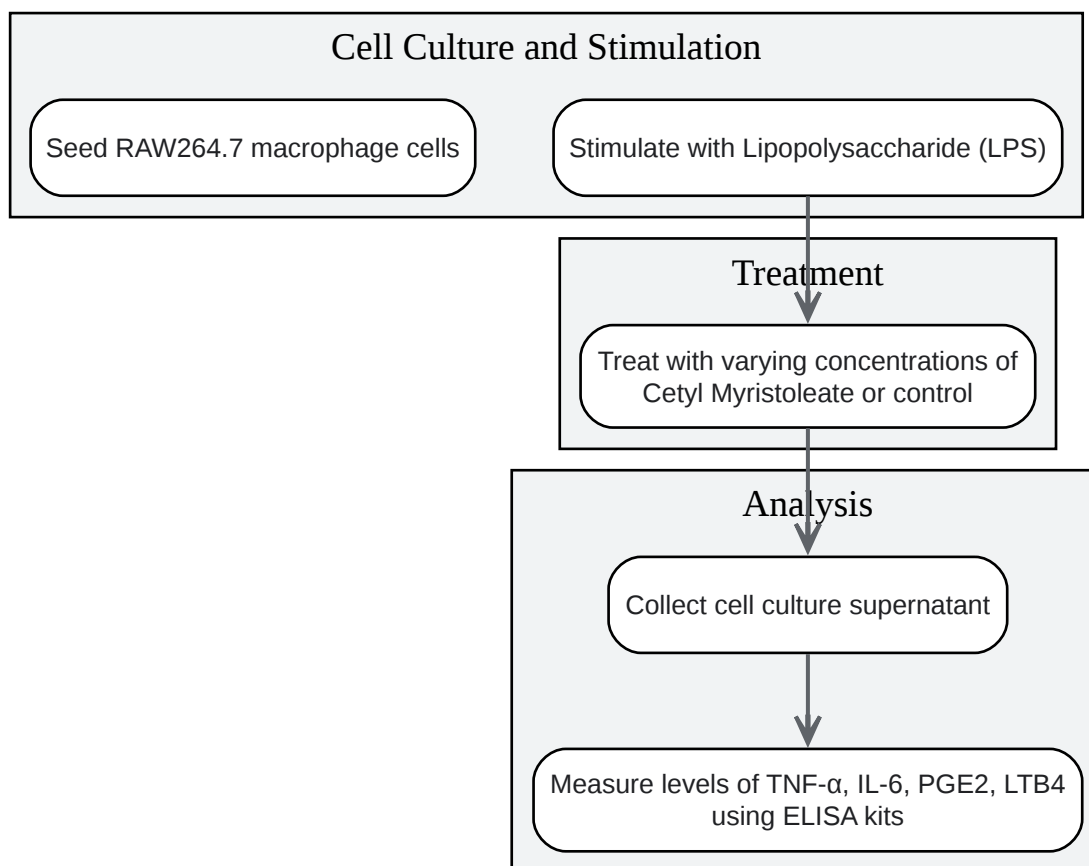 Cell Culture and Stimulation
Seed RAW264.7 macrophage cells
Stimulate with Lipopolysaccharide (LPS)
Treatment
Treat with varying concentrations of
Cetyl Myristoleate or control
Analysis
Collect cell culture supernatant
Measure levels of TNF-α, IL-6, PGE2, LTB4
using ELISA kits